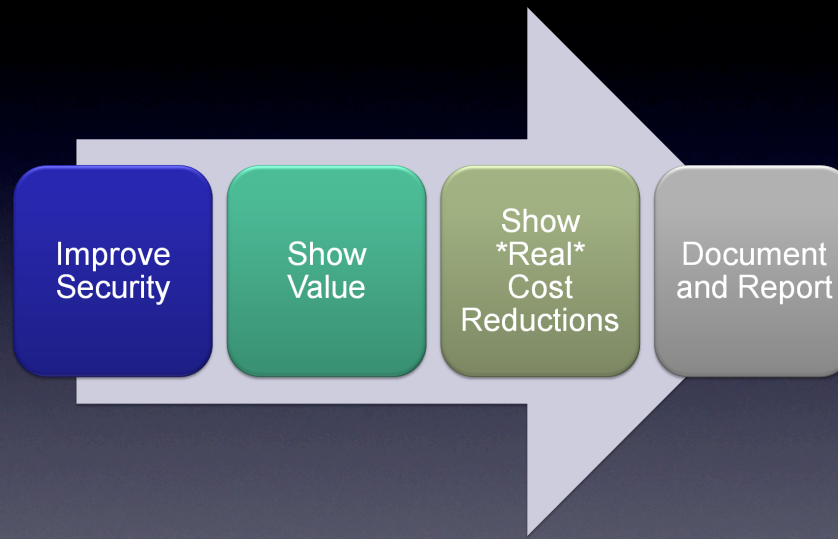 Improve
Security
Show
Value
Show
*Real*
Cost
Reductions
Document
and Report